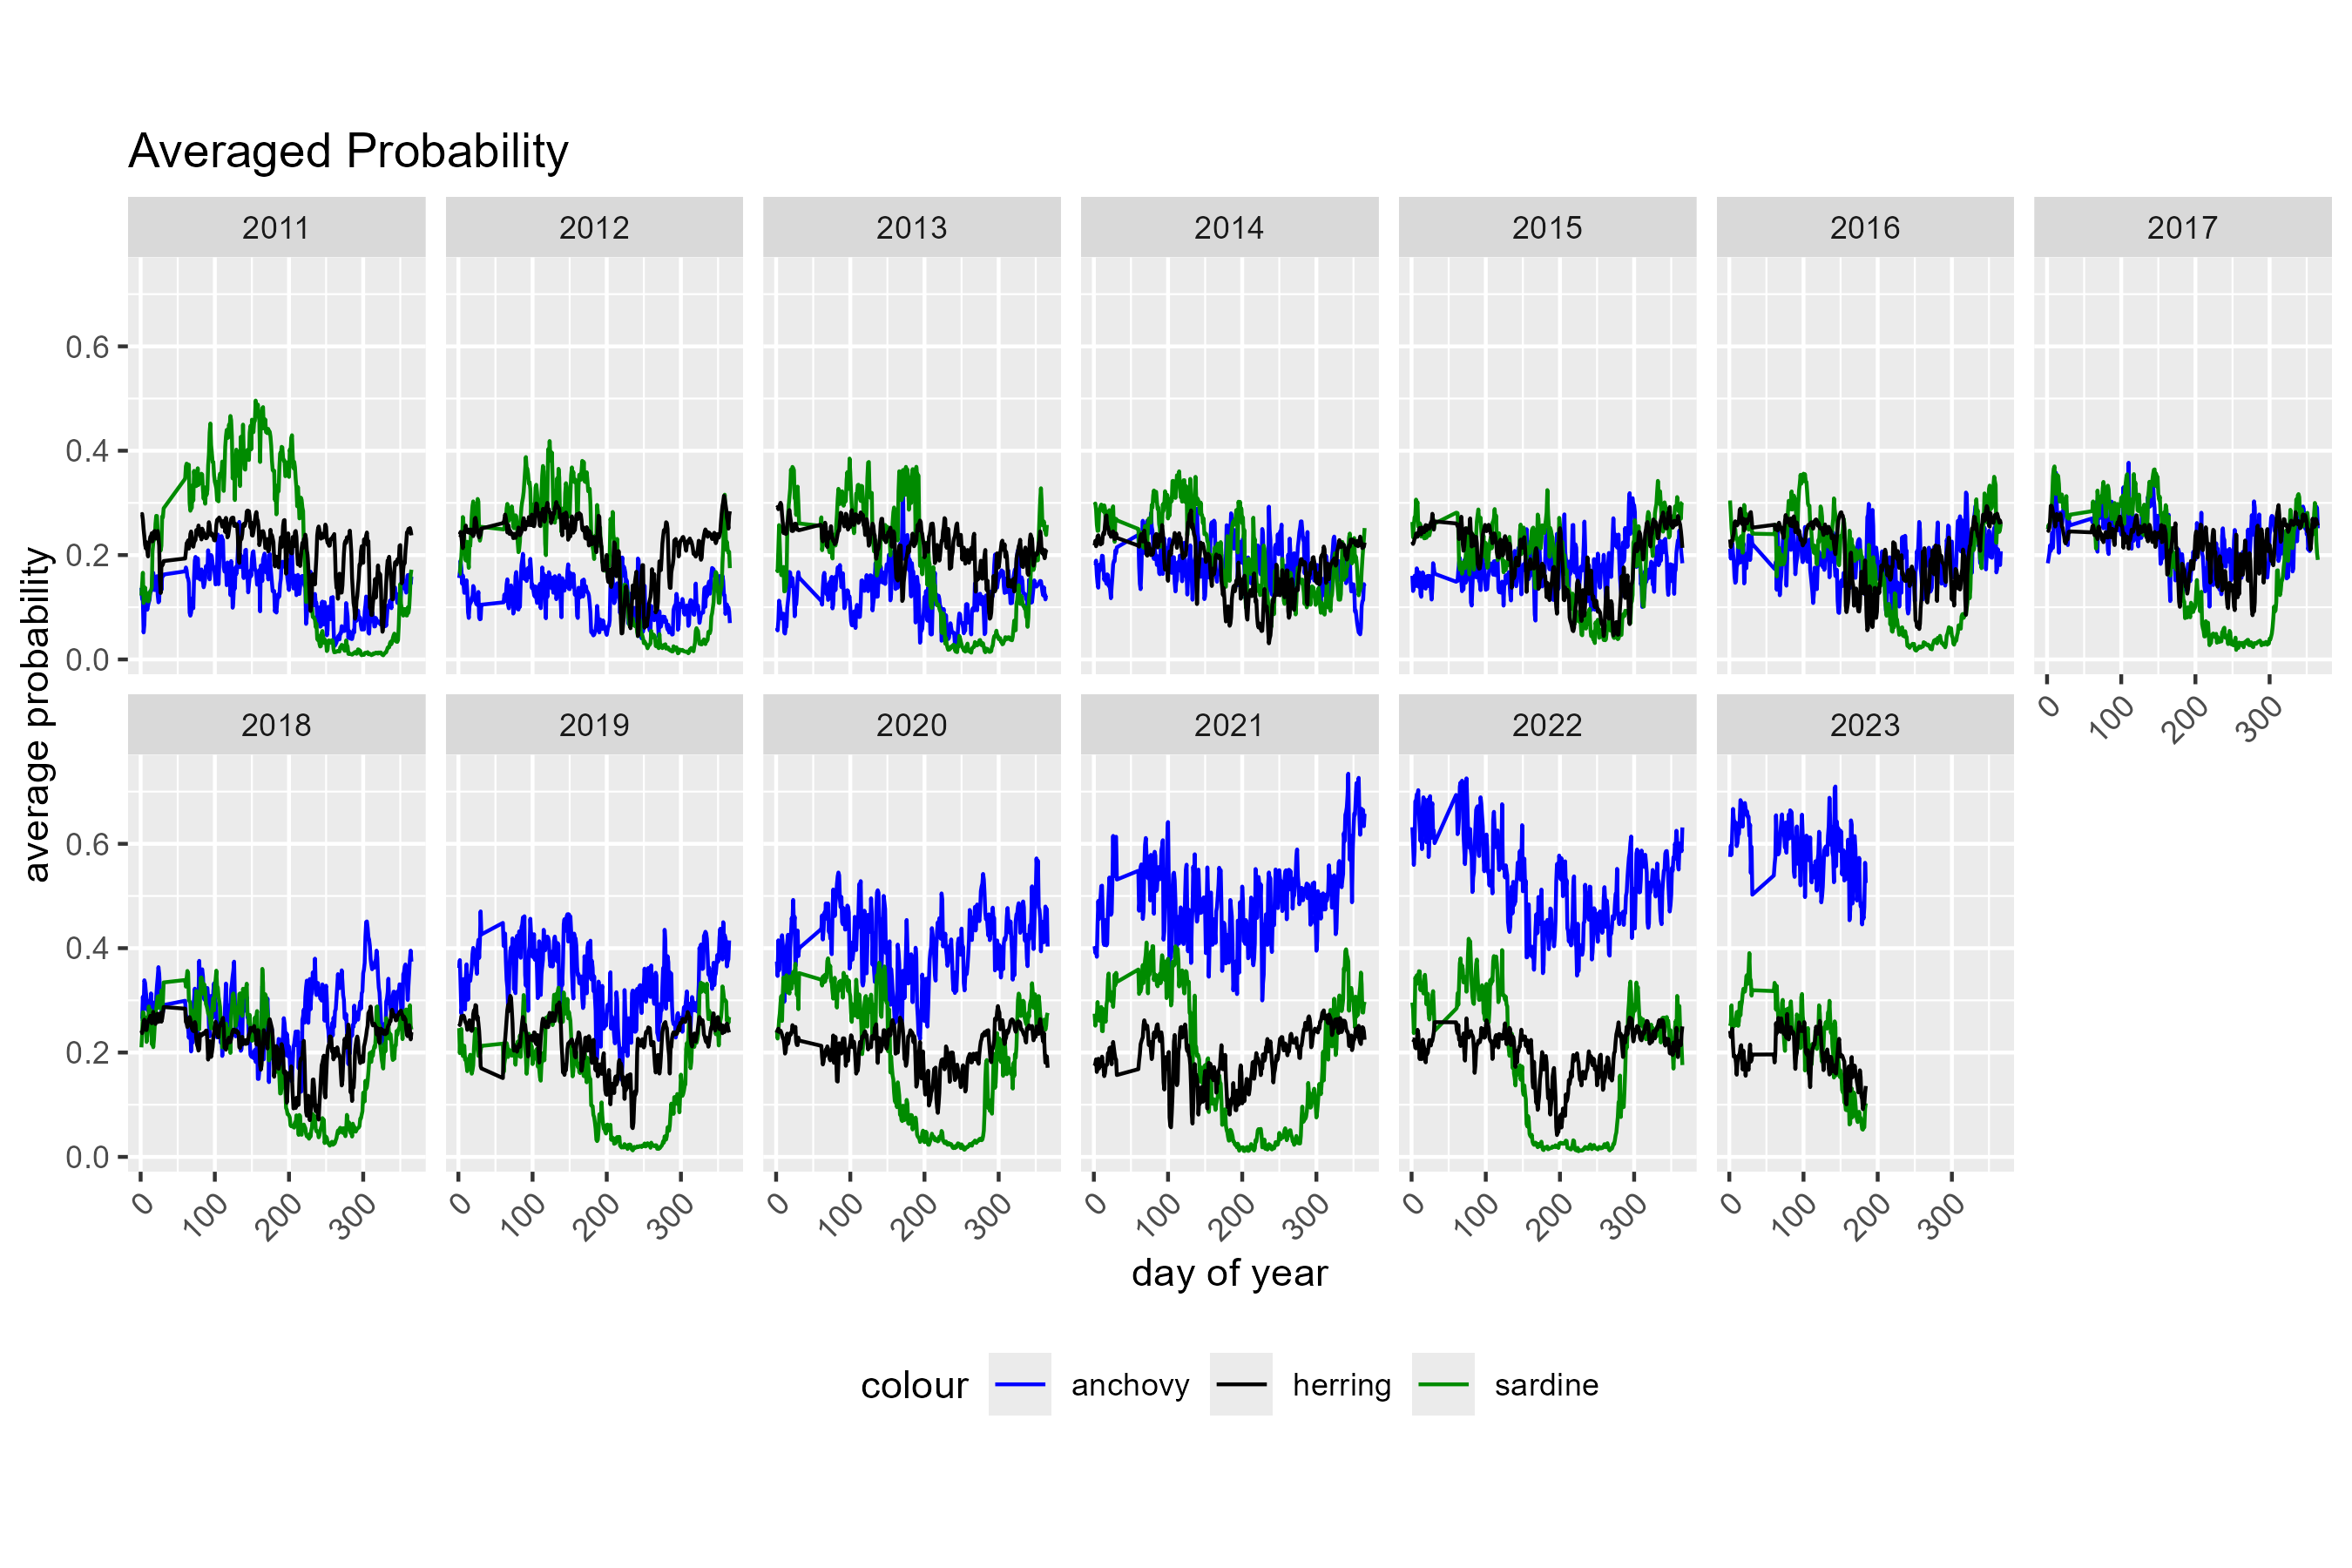 Averaged Probability
2011 2012 2013 2014 2015 2016 2017
0.6
0.4
0.2
0.0
0 100 200 300
2018 2019 2020 2021 2022 2023
0.6
0.4
0.2
0.0
0 100 200 300 0 100 200 300 0 100 200 300 0 100 200 300 0 100 200 300 0 100 200 300
average probability
day of year
colour anchovy herring sardine